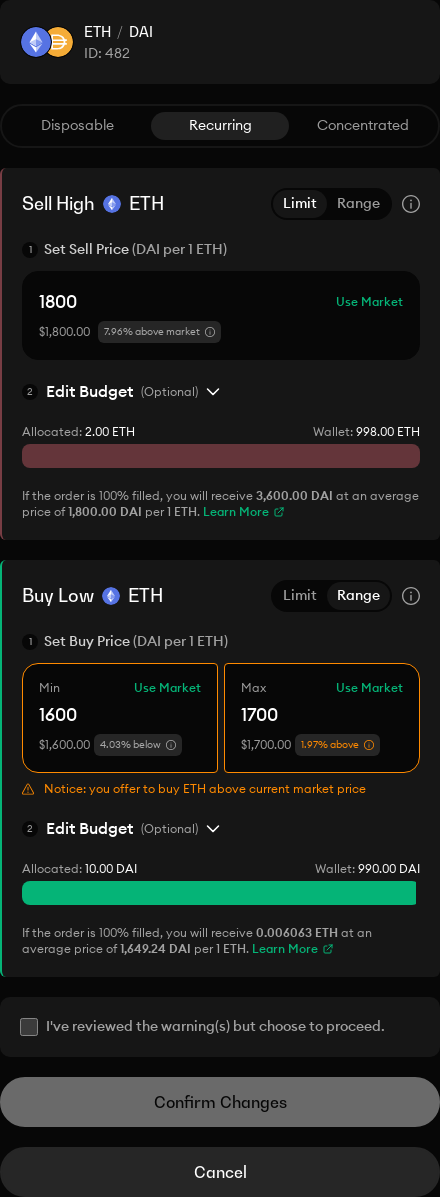 ETH / DAI
ID: 482
Disposable Recurring Concentrated
Sell High ETH Limit Range
1 Set Sell Price (DAI per 1 ETH)
1800 Use Market
$1,800.00 7.96% above market
2 Edit Budget (Optional)
Allocated: 2.00 ETH Wallet: 998.00 ETH
If the order is 100% filled, you will receive 3,600.00 DAI at an average
price of 1,800.00 DAI per 1 ETH. Learn More
Buy Low ETH Limit Range
1 Set Buy Price (DAI per 1 ETH)
Min Use Market Max Use Market
1600 1700
$1,600.00 4.03% below $1,700.00 1.97% above
Notice: you offer to buy ETH above current market price
2 Edit Budget (Optional)
Allocated: 10.00 DAI Wallet: 990.00 DAI
If the order is 100% filled, you will receive 0.006063 ETH at an
average price of 1,649.24 DAI per 1 ETH. Learn More
I've reviewed the warning(s) but choose to proceed.
Confirm Changes
Cancel